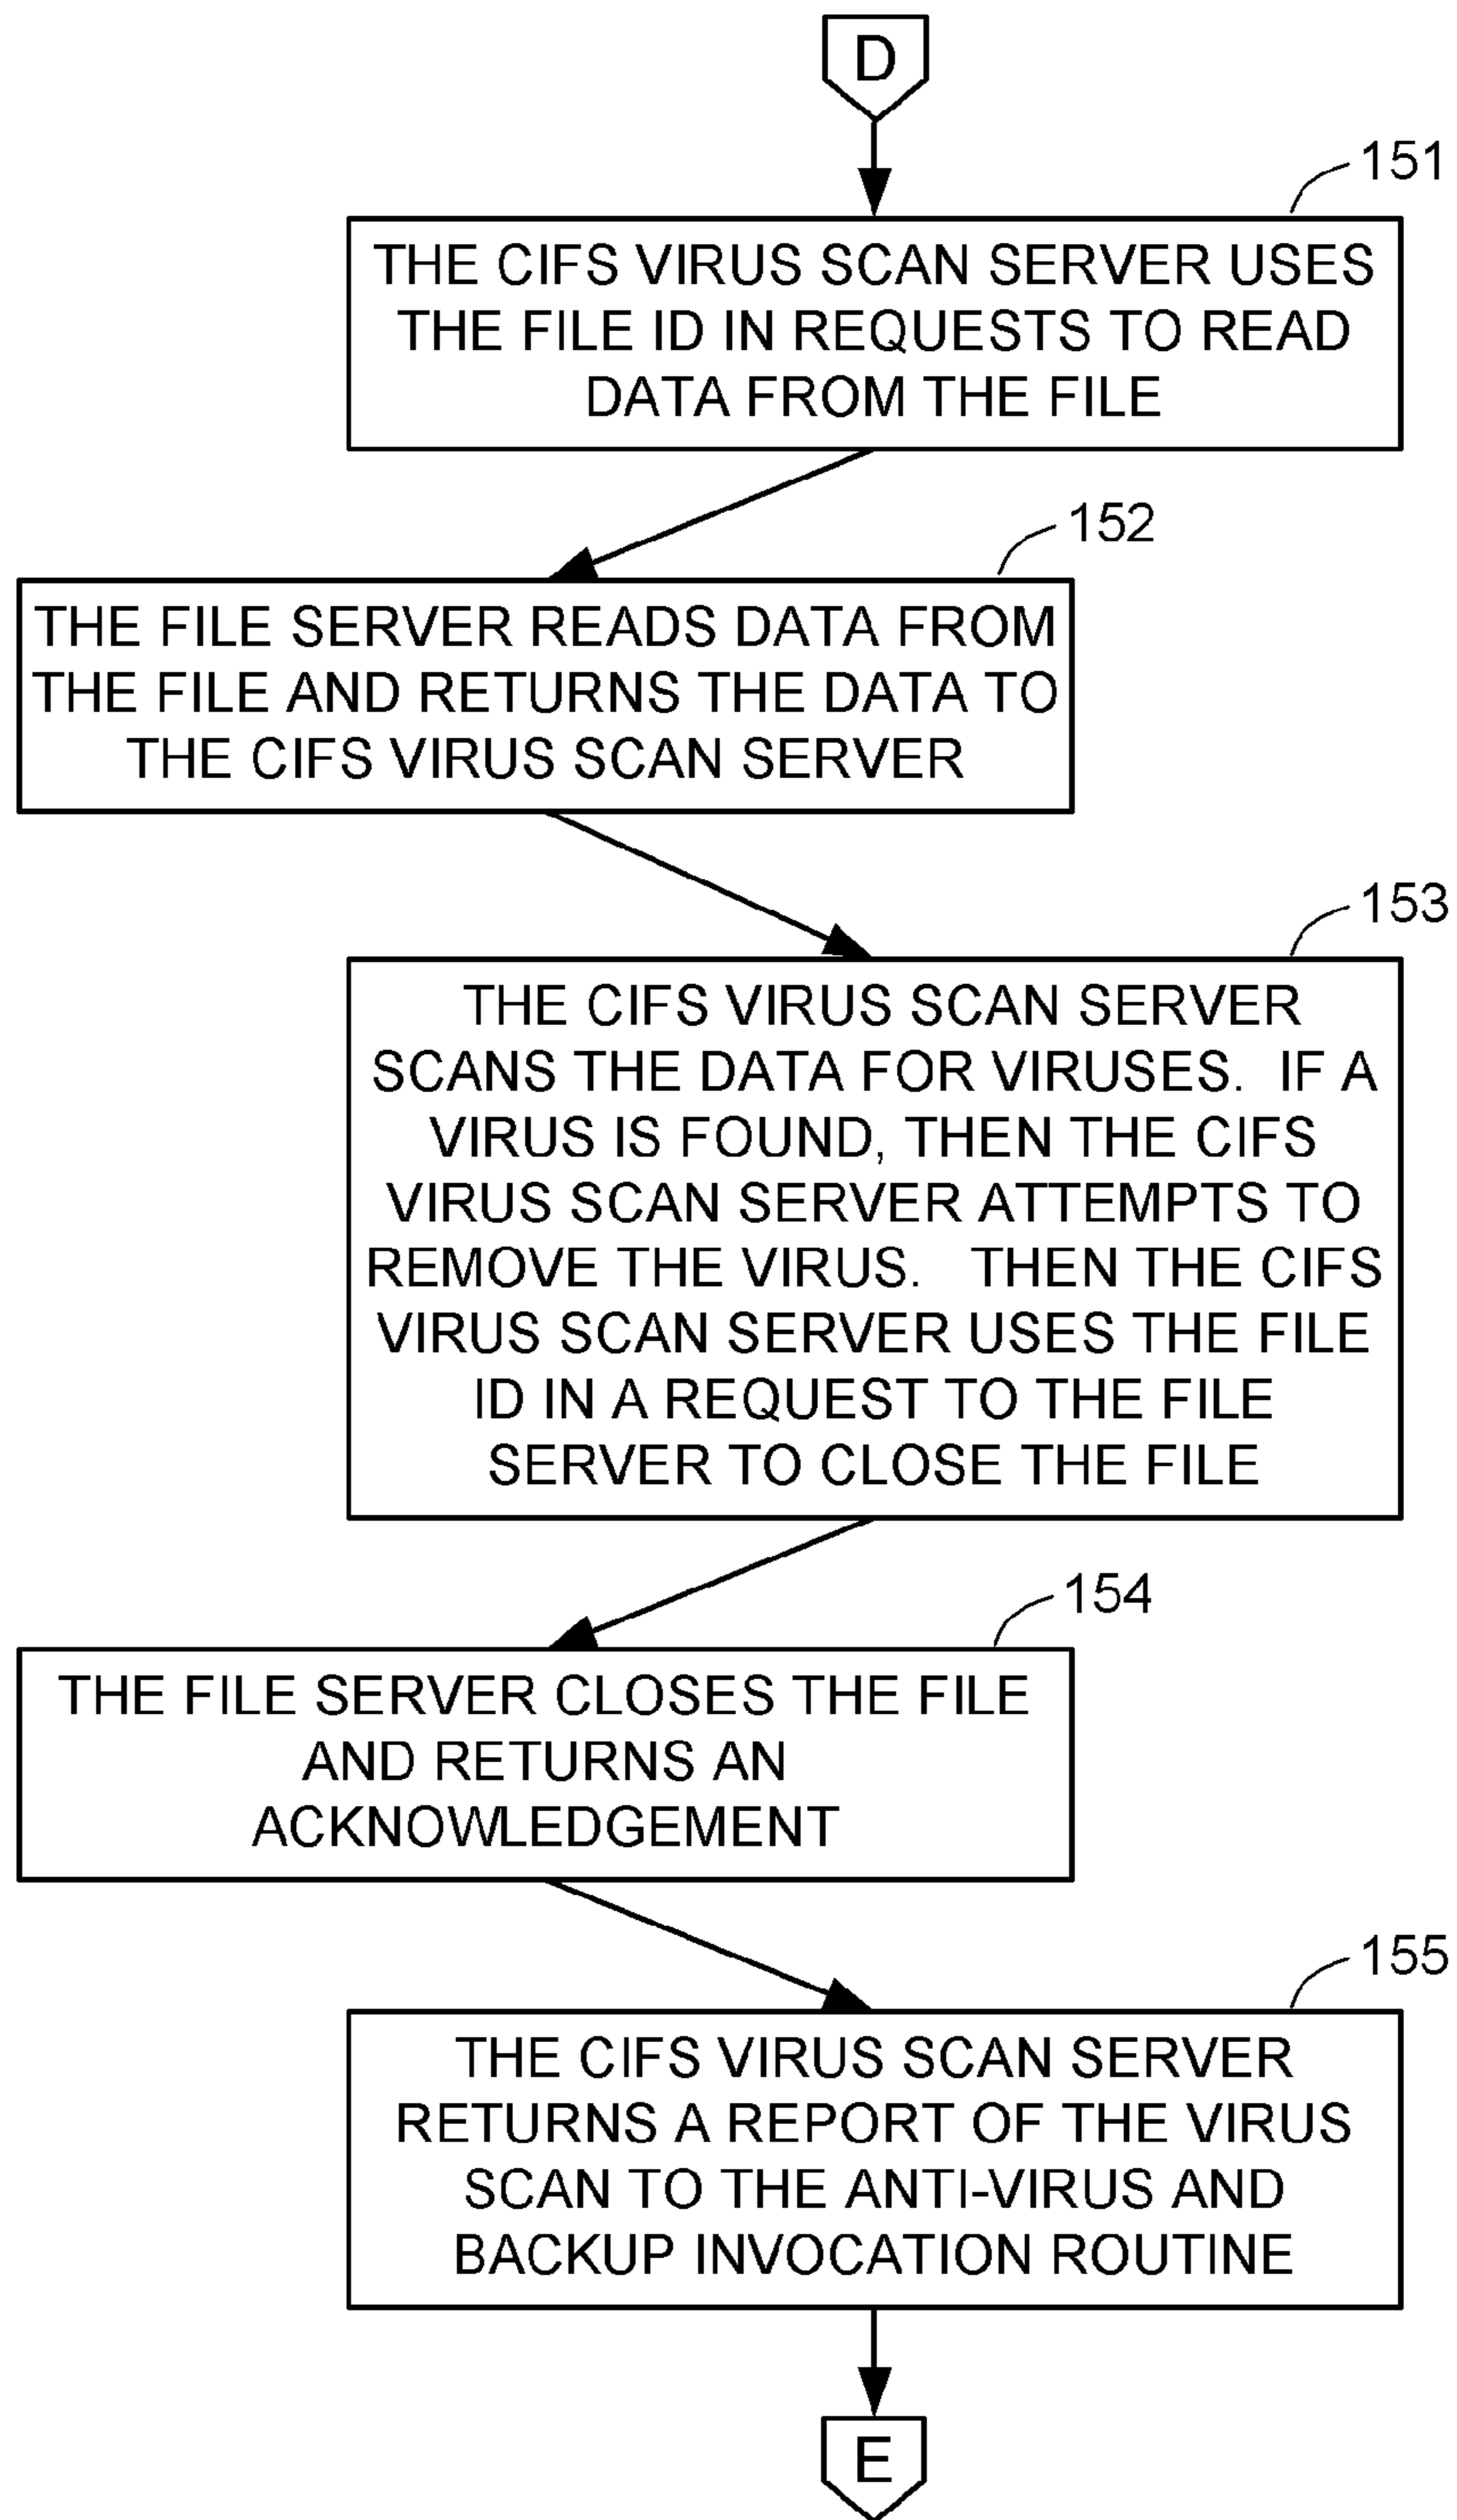 D
151
THE CIFS VIRUS SCAN SERVER USES
THE FILE ID IN REQUESTS TO READ
DATA FROM THE FILE
152
THE FILE SERVER READS DATA FROM
THE FILE AND RETURNS THE DATA TO
THE CIFS VIRUS SCAN SERVER
153
THE CIFS VIRUS SCAN SERVER
SCANS THE DATA FOR VIRUSES. IF A
VIRUS IS FOUND, THEN THE CIFS
VIRUS SCAN SERVER ATTEMPTS TO
REMOVE THE VIRUS. THEN THE CIFS
VIRUS SCAN SERVER USES THE FILE
ID IN A REQUEST TO THE FILE
SERVER TO CLOSE THE FILE
154
THE FILE SERVER CLOSES THE FILE
AND RETURNS AN
ACKNOWLEDGEMENT
155
THE CIFS VIRUS SCAN SERVER
RETURNS A REPORT OF THE VIRUS
SCAN TO THE ANTI-VIRUS AND
BACKUP INVOCATION ROUTINE
E